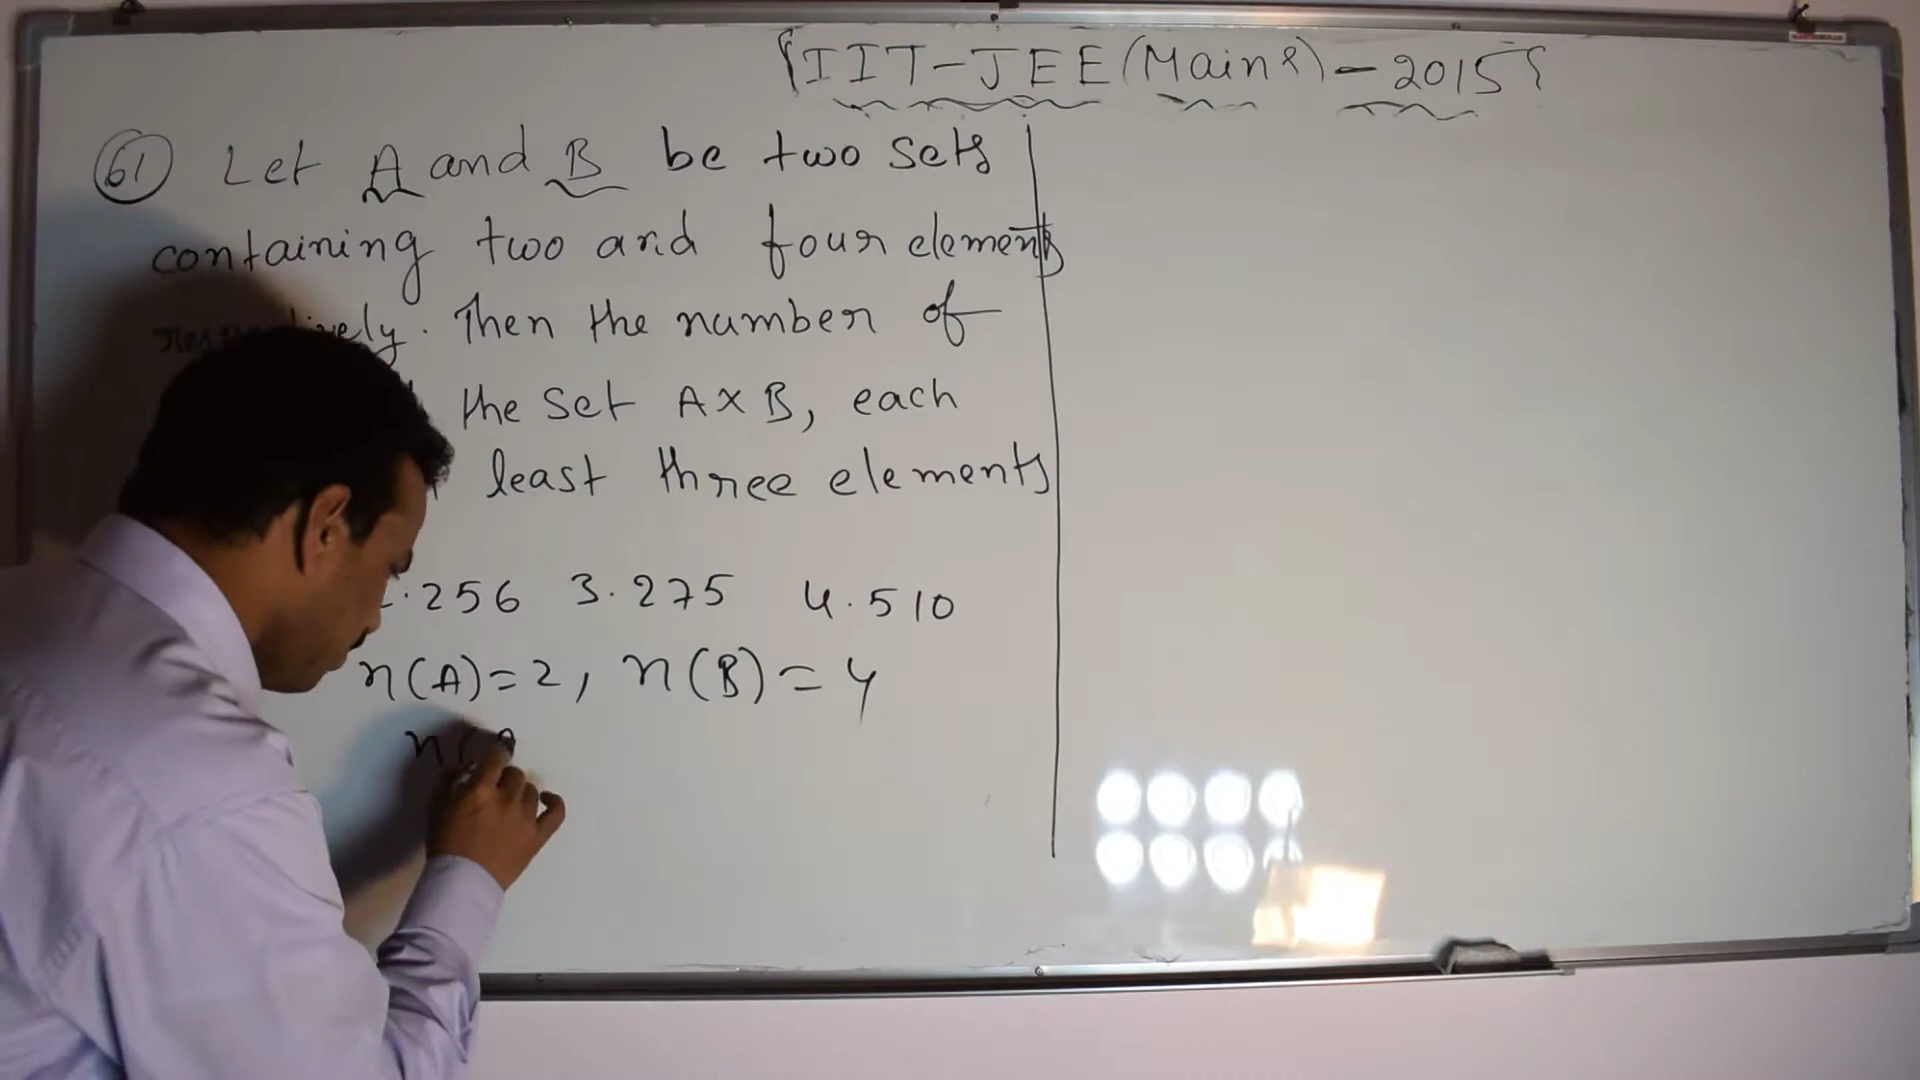 {IIT-JEE(Mains)-2015}
61 Let A and B be two sets
containing two and four elements
respectively. Then the number of
the set A×B, each
least three elements
.256 3.275 4.510
n(A)=2, n(B)=4
n(A